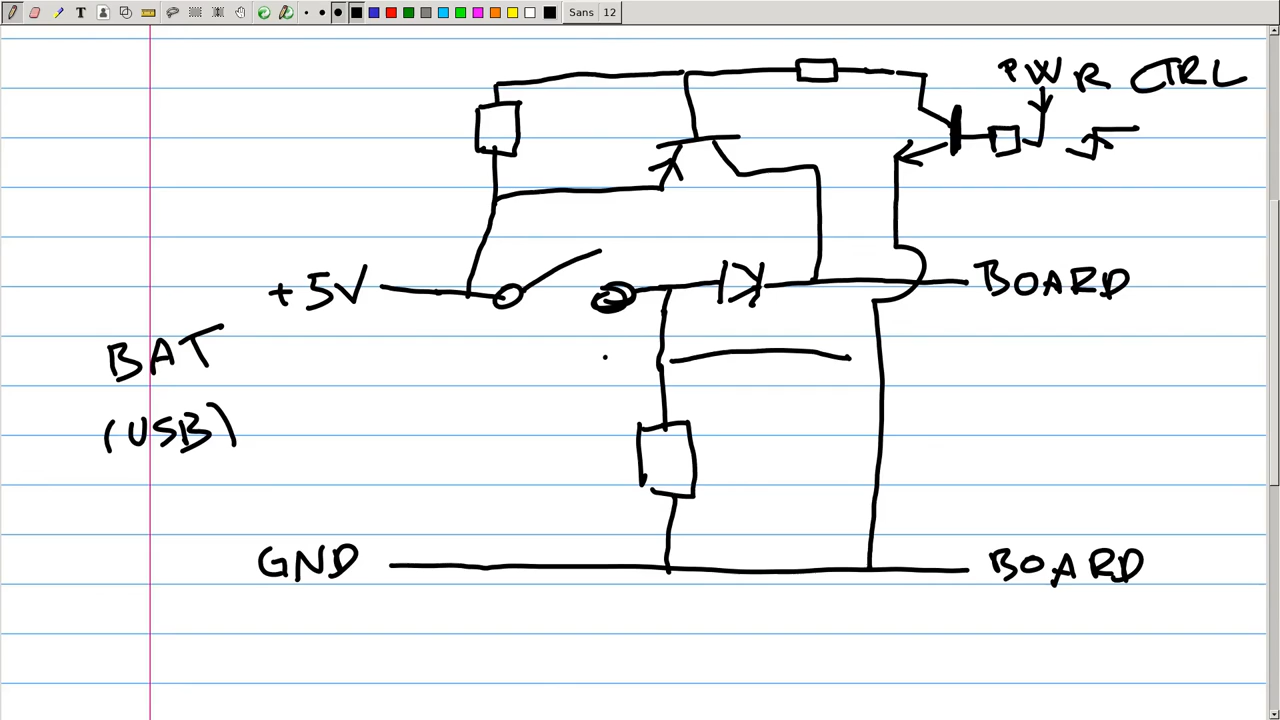 Sans 12
PWR CTRL
+5V
BOARD
BAT
(USB)
GND
BOARD